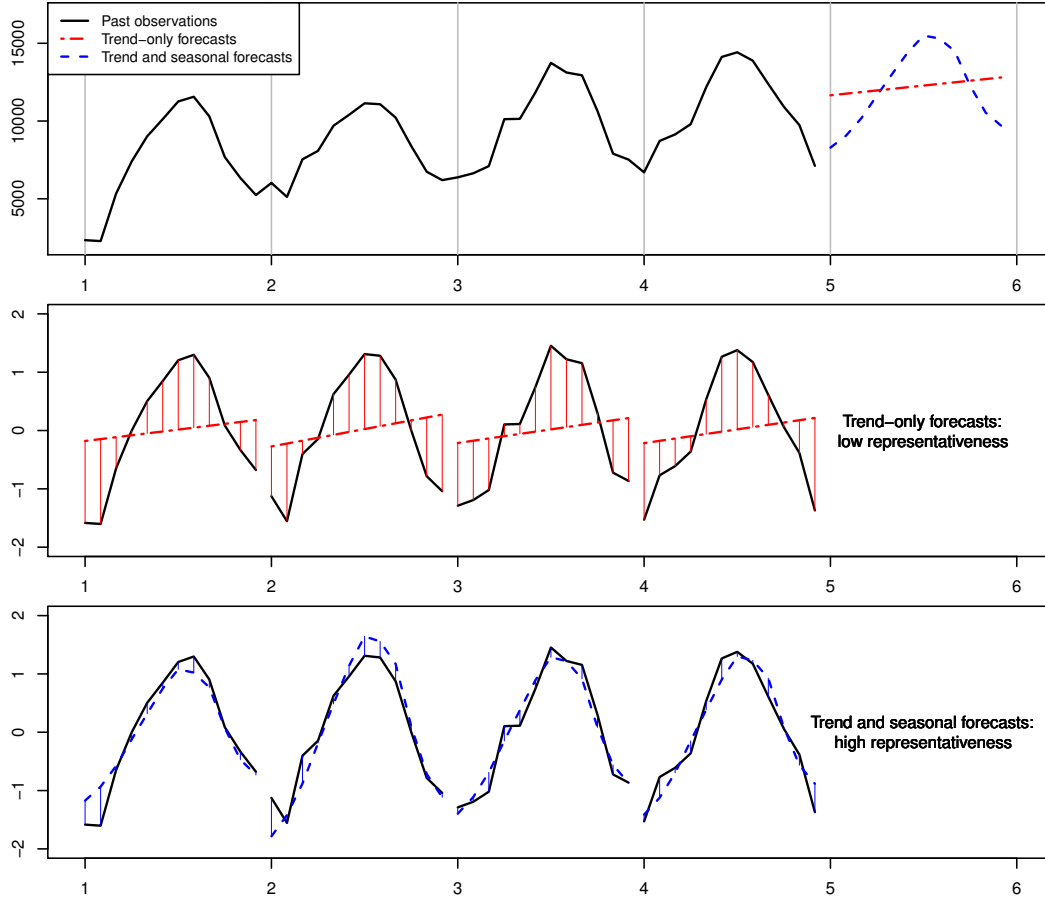 Past observations
Trend−only forecasts
Trend and seasonal forecasts
15000
10000
5000
1 2 3 4 5 6
2
1
0
−1
−2
Trend−only forecasts:
low representativeness
1 2 3 4 5 6
2
1
0
−1
−2
Trend and seasonal forecasts:
high representativeness
1 2 3 4 5 6